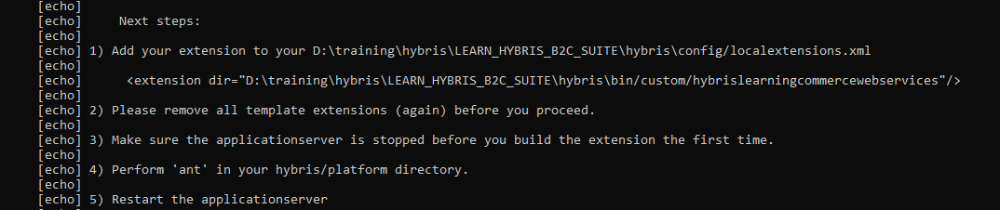 [echo]
[echo]     Next steps:
[echo]
[echo] 1) Add your extension to your D:\training\hybris\LEARN_HYBRIS_B2C_SUITE\hybris\config/localextensions.xml
[echo]
[echo]      <extension dir="D:\training\hybris\LEARN_HYBRIS_B2C_SUITE\hybris\bin/custom/hybrislearningcommercewebservices"/>
[echo]
[echo] 2) Please remove all template extensions (again) before you proceed.
[echo]
[echo] 3) Make sure the applicationserver is stopped before you build the extension the first time.
[echo]
[echo] 4) Perform 'ant' in your hybris/platform directory.
[echo]
[echo] 5) Restart the applicationserver
[echo]